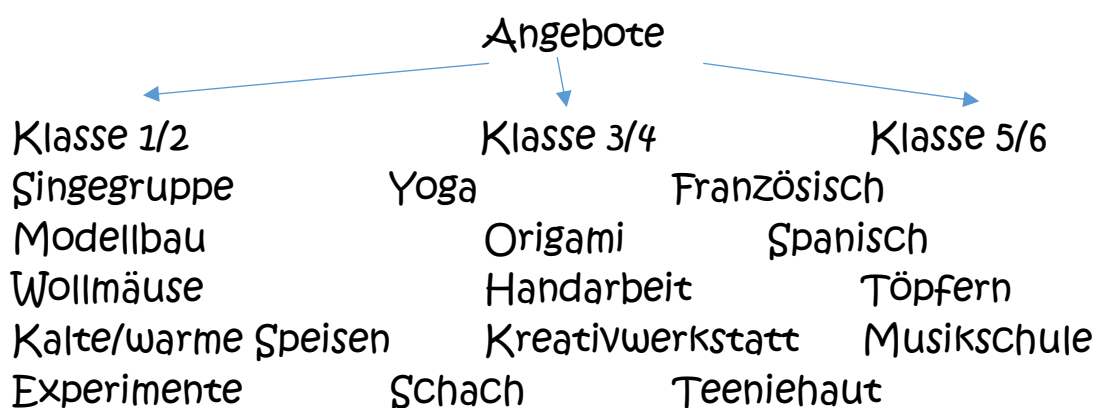 Angebote
Klasse 1/2 Klasse 3/4 Klasse 5/6
Singegruppe Yoga Französisch
Modellbau Origami Spanisch
Wollmäuse Handarbeit Töpfern
Kalte/warme Speisen Kreativwerkstatt Musikschule
Experimente Schach Teeniehaut